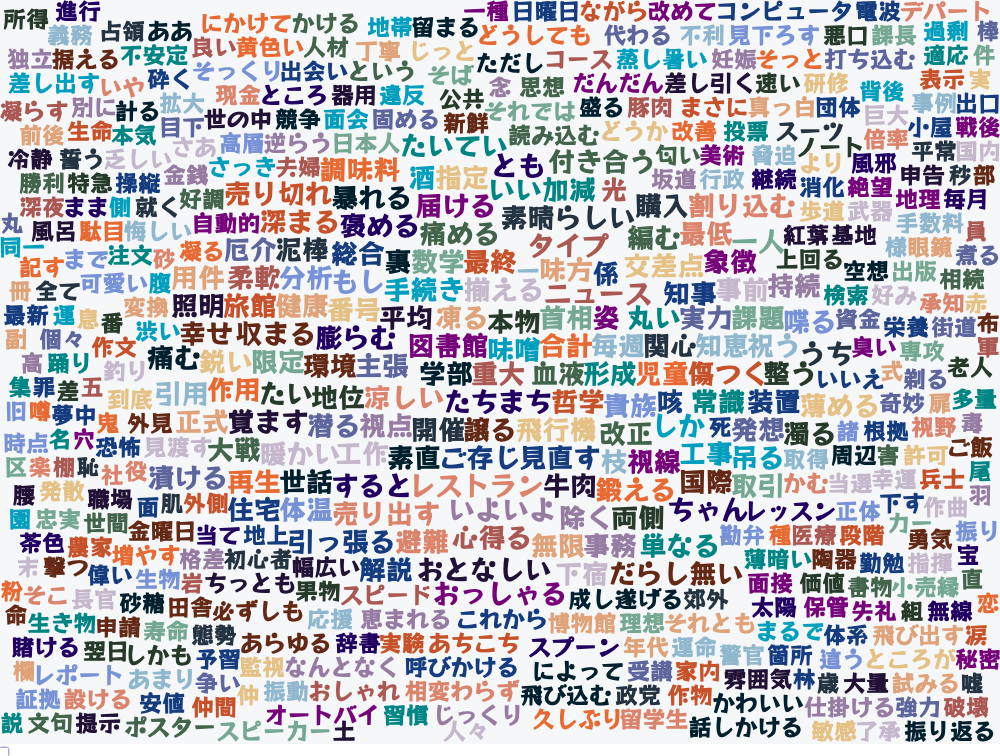 所得 進行 一種 日曜日 ながら 改めて コンピュータ 電波 デパート
義務 占領 ああ にかけて かける 地帯 留まる どうしても 代わる 不利 見下ろす 悪口 課長 過剰 棒
独立 据える 不安定 良い 黄色い 人材 丁寧 じっと ただし コース 蒸し暑い 妊娠 そっと 打ち込む 適応 件
差し出す いや 砕く そっくり 出会い という そば 念 思想 だんだん 差し引く 速い 研修 背後 表示 実
凝らす 別に 計る 拡大 現金 ところ 器用 違反 公共 それでは 盛る 豚肉 まさに 真っ白 団体 巨大 事例 出口
前後 生命 本気 目下 世の中 競争 面会 固める 新鮮 読み込む どうか 改善 投票 スーツ 倍率 小屋 戦後
冷静 誓う 乏しい さあ 高層 逆らう 日本人 たいてい とも 付き合う 匂い 美術 脅迫 ノート より 風邪 平常 国内
勝利 特急 操縦 金銭 さっき 夫婦 調味料 酒 指定 いい加減 光 坂道 行政 継続 消化 絶望 申告 秒 部
深夜 まま 側 就く 好調 売り切れ 暴れる 届ける 素晴らしい 購入 割り込む 歩道 武器 地理 毎月
丸 風呂 駄目 悔しい 自動的 深まる 褒める 痛める タイプ 編む 最低 一人 紅葉 基地 手数料 員
同一 記す まで 注文 砂 凝る 厄介 泥棒 総合 裏 数学 最終 一 味方 係 交差点 象徴 上回る 様 眼鏡 煮る
冊 全て 可愛い 腹 用件 柔軟 分析 もし 手続き 揃える ニュース 知事 事前 持続 空想 出版 相続
最新 運 息 番 変換 照明 旅館 健康 番号 平均 凍る 本物 首相 姿 丸い 実力 課題 喋る 資金 検索 好み 承知 赤
副 個々 作文 渋い 幸せ 収まる 膨らむ 図書館 味噌 合計 毎週 関心 知恵 祝う うち 臭い 栄養 街道 布
高 踊り 釣り 痛む 鋭い 限定 環境 主張 学部 重大 血液 形成 児童 傷つく 整う いいえ 式 剃る 専攻 老人 軍
集 罪 差 五 到底 引用 作用 たい 地位 涼しい たちまち 哲学 貴族 咳 常識 装置 薄める 奇妙 扉 多量
旧 噂 夢中 鬼 外見 正式 覚ます 潜る 視点 開催 譲る 飛行機 改正 しか 死 発想 濁る 諸 根拠 視野 毒
時点 名 穴 恐怖 見渡す 大戦 暖かい 工作 素直 ご存じ 見直す 枝 視線 工事 吊る 取得 周辺 害 許可 ご飯
区 楽 棚 恥 社 役 漬ける 再生 世話 すると レストラン 牛肉 鍛える 国際 取引 かむ 当選 幸運 兵士 尾
腰 発散 職場 面 肌 外側 住宅 体温 売り出す いよいよ 除く 両側 ちゃん レッスン 正体 下す 作曲 羽
園 忠実 世間 金曜日 当て 地上 引っ張る 避難 心得る 無限 事務 単なる 勘弁 種 医療 段階 カー 勇気 振り
茶色 農家 増やす 格差 初心者 幅広い 解説 おとなしい 下宿 だらし無い 薄暗い 陶器 勤勉 指揮 宝
末 撃つ 偉い 生物 岩 ちっとも 果物 スピード おっしゃる 成し遂げる 郊外 面接 価値 書物 小売 縁 直
粉 そこ 長官 砂糖 田舎 必ずしも 応援 恵まれる これから 博物館 理想 それとも 太陽 保管 失礼 組 無線 恋
命 生き物 申請 寿命 態勢 あらゆる 辞書 実験 あちこち スプーン 年代 運命 まるで 体系 飛び出す 涙
賭ける 翌日 しかも 予習 監視 なんとなく 呼びかける によって 受講 家内 警官 箇所 違う ところが 秘密
欄 レポート あまり 争い 仲 振動 おしゃれ 相変わらず 飛び込む 政党 作物 雰囲気 林 歳 大量 試みる 嘘
証拠 設ける 安値 仲間 オートバイ 習慣 じっくり 久しぶり 留学生 かわいい 仕掛ける 強力 破壊
説 文句 提示 ポスター スピーカー 土 人々 話しかける 敏感 了承 振り返る